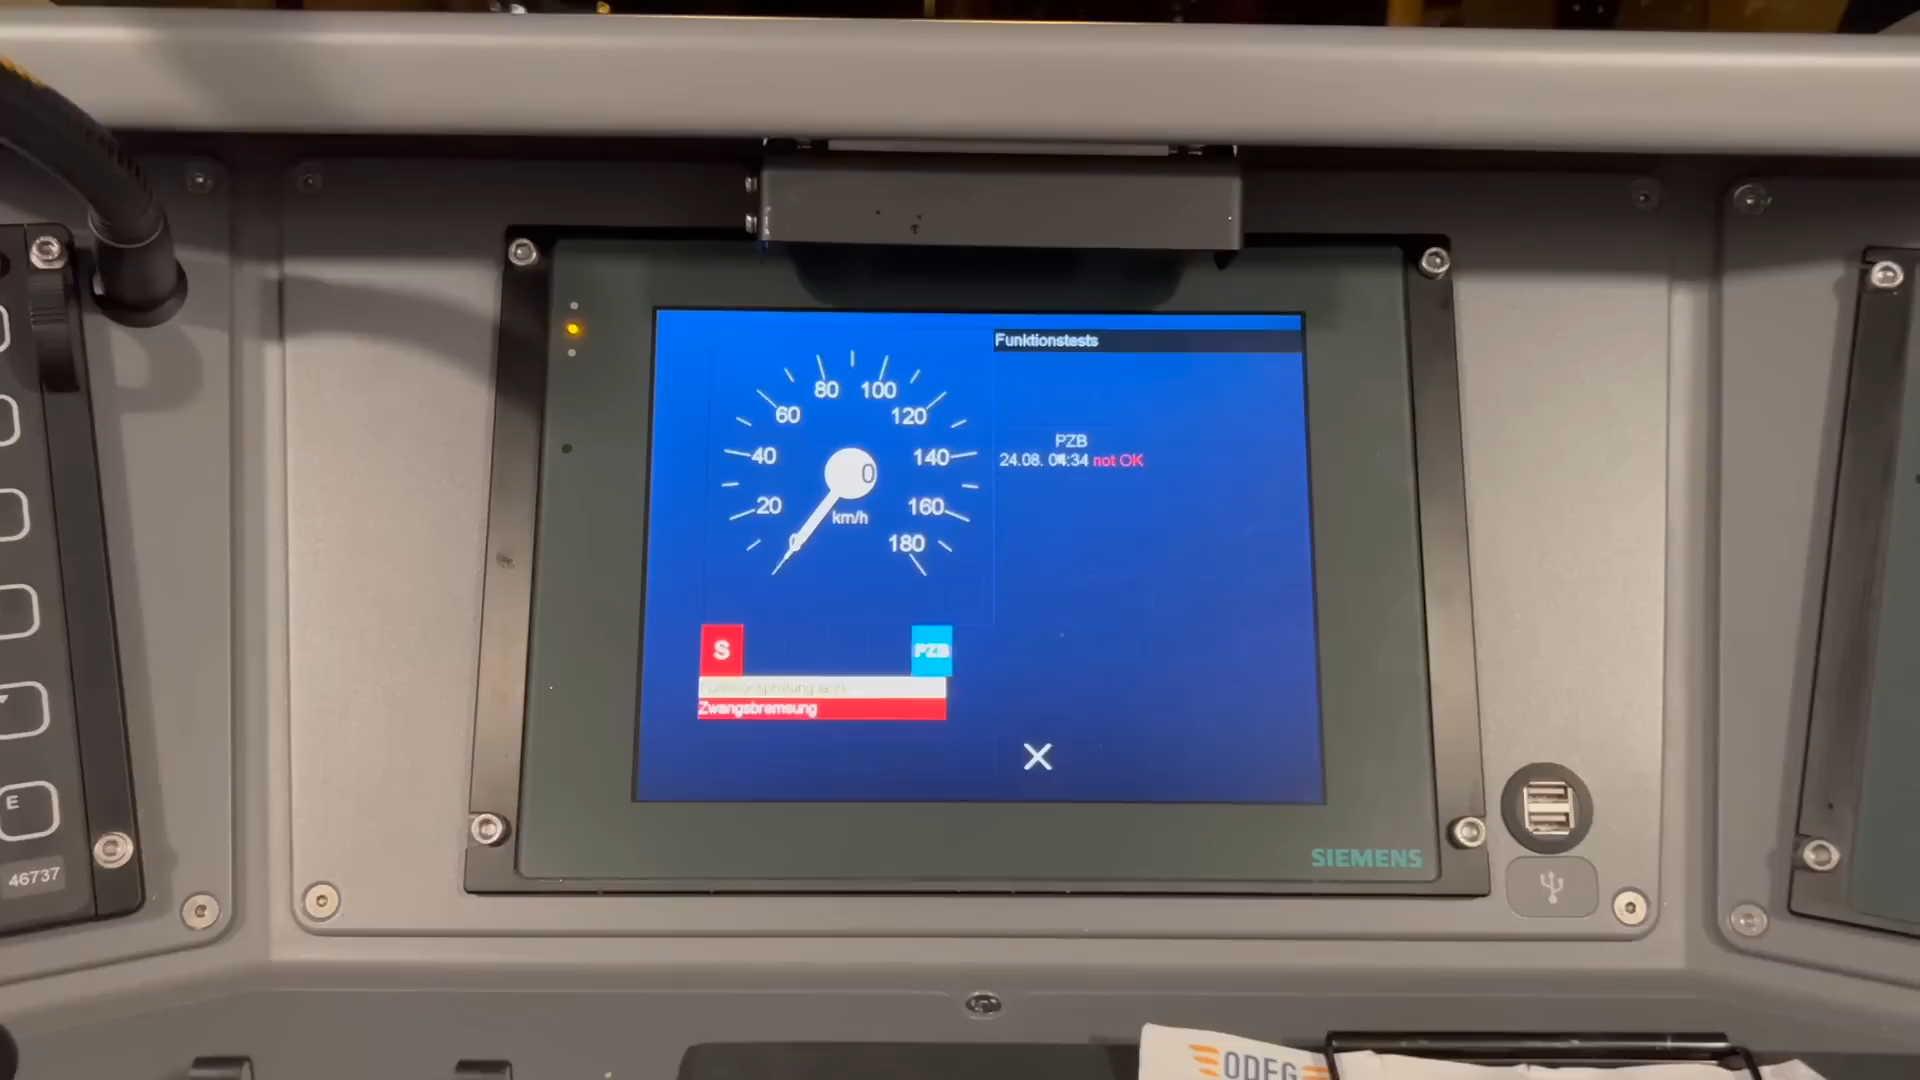 Funktionstests
PZB
24.08. 04:34 not OK
80 100
60 120
40 140
0
20 160
km/h
0 180
S PZB
Zwangsbremsung
E
46737
SIEMENS
ODEG